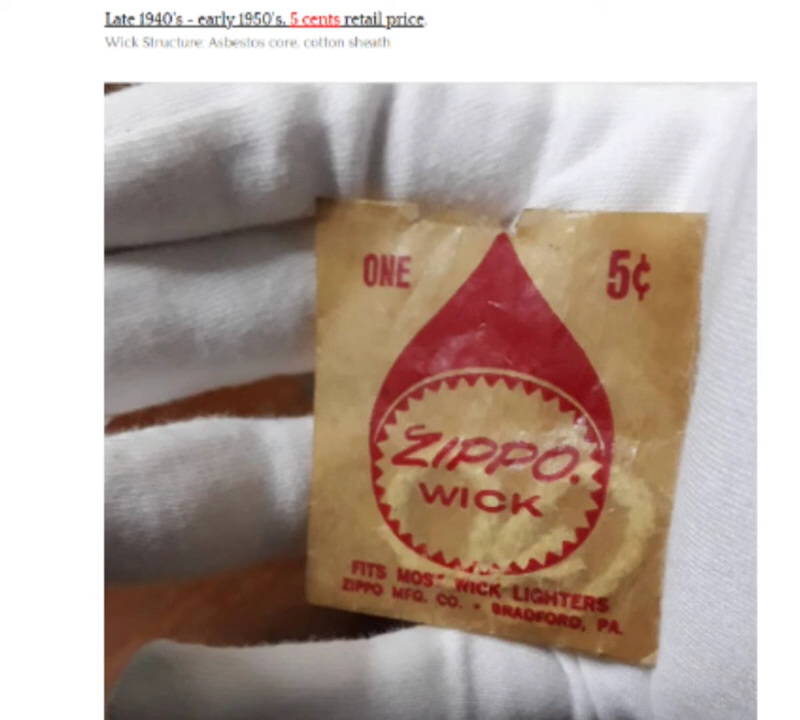 Late 1940's - early 1950's. 5 cents retail price.
Wick Structure: Asbestos core, cotton sheath
ONE 5¢
ZIPPO.
WICK
FITS MOST WICK LIGHTERS
ZIPPO MFG. CO. • BRADFORD, PA.